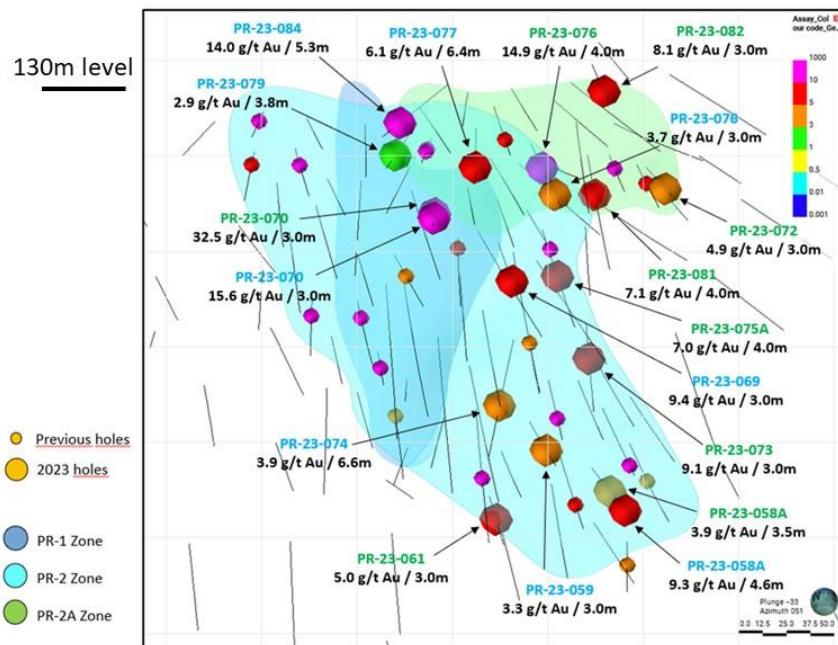 130m level
PR-23-084
14.0 g/t Au / 5.3m
PR-23-077
6.1 g/t Au / 6.4m
PR-23-076
14.9 g/t Au / 4.0m
PR-23-082
8.1 g/t Au / 3.0m
Assay_Col
our code_Ge.
1000
10
5
3
1
0.5
0.01
0.001
PR-23-079
2.9 g/t Au / 3.8m
PR-23-076
3.7 g/t Au / 3.0m
PR-23-070
32.5 g/t Au / 3.0m
PR-23-072
4.9 g/t Au / 3.0m
PR-23-070
15.6 g/t Au / 3.0m
PR-23-081
7.1 g/t Au / 4.0m
PR-23-075A
7.0 g/t Au / 4.0m
PR-23-069
9.4 g/t Au / 3.0m
Previous holes
2023 holes
PR-23-074
3.9 g/t Au / 6.6m
PR-23-073
9.1 g/t Au / 3.0m
PR-23-058A
3.9 g/t Au / 3.5m
PR-1 Zone
PR-2 Zone
PR-2A Zone
PR-23-061
5.0 g/t Au / 3.0m
PR-23-059
3.3 g/t Au / 3.0m
PR-23-058A
9.3 g/t Au / 4.6m
Plunge -33
Azimuth 051
0.0 12.5 25.0 37.5 50.0